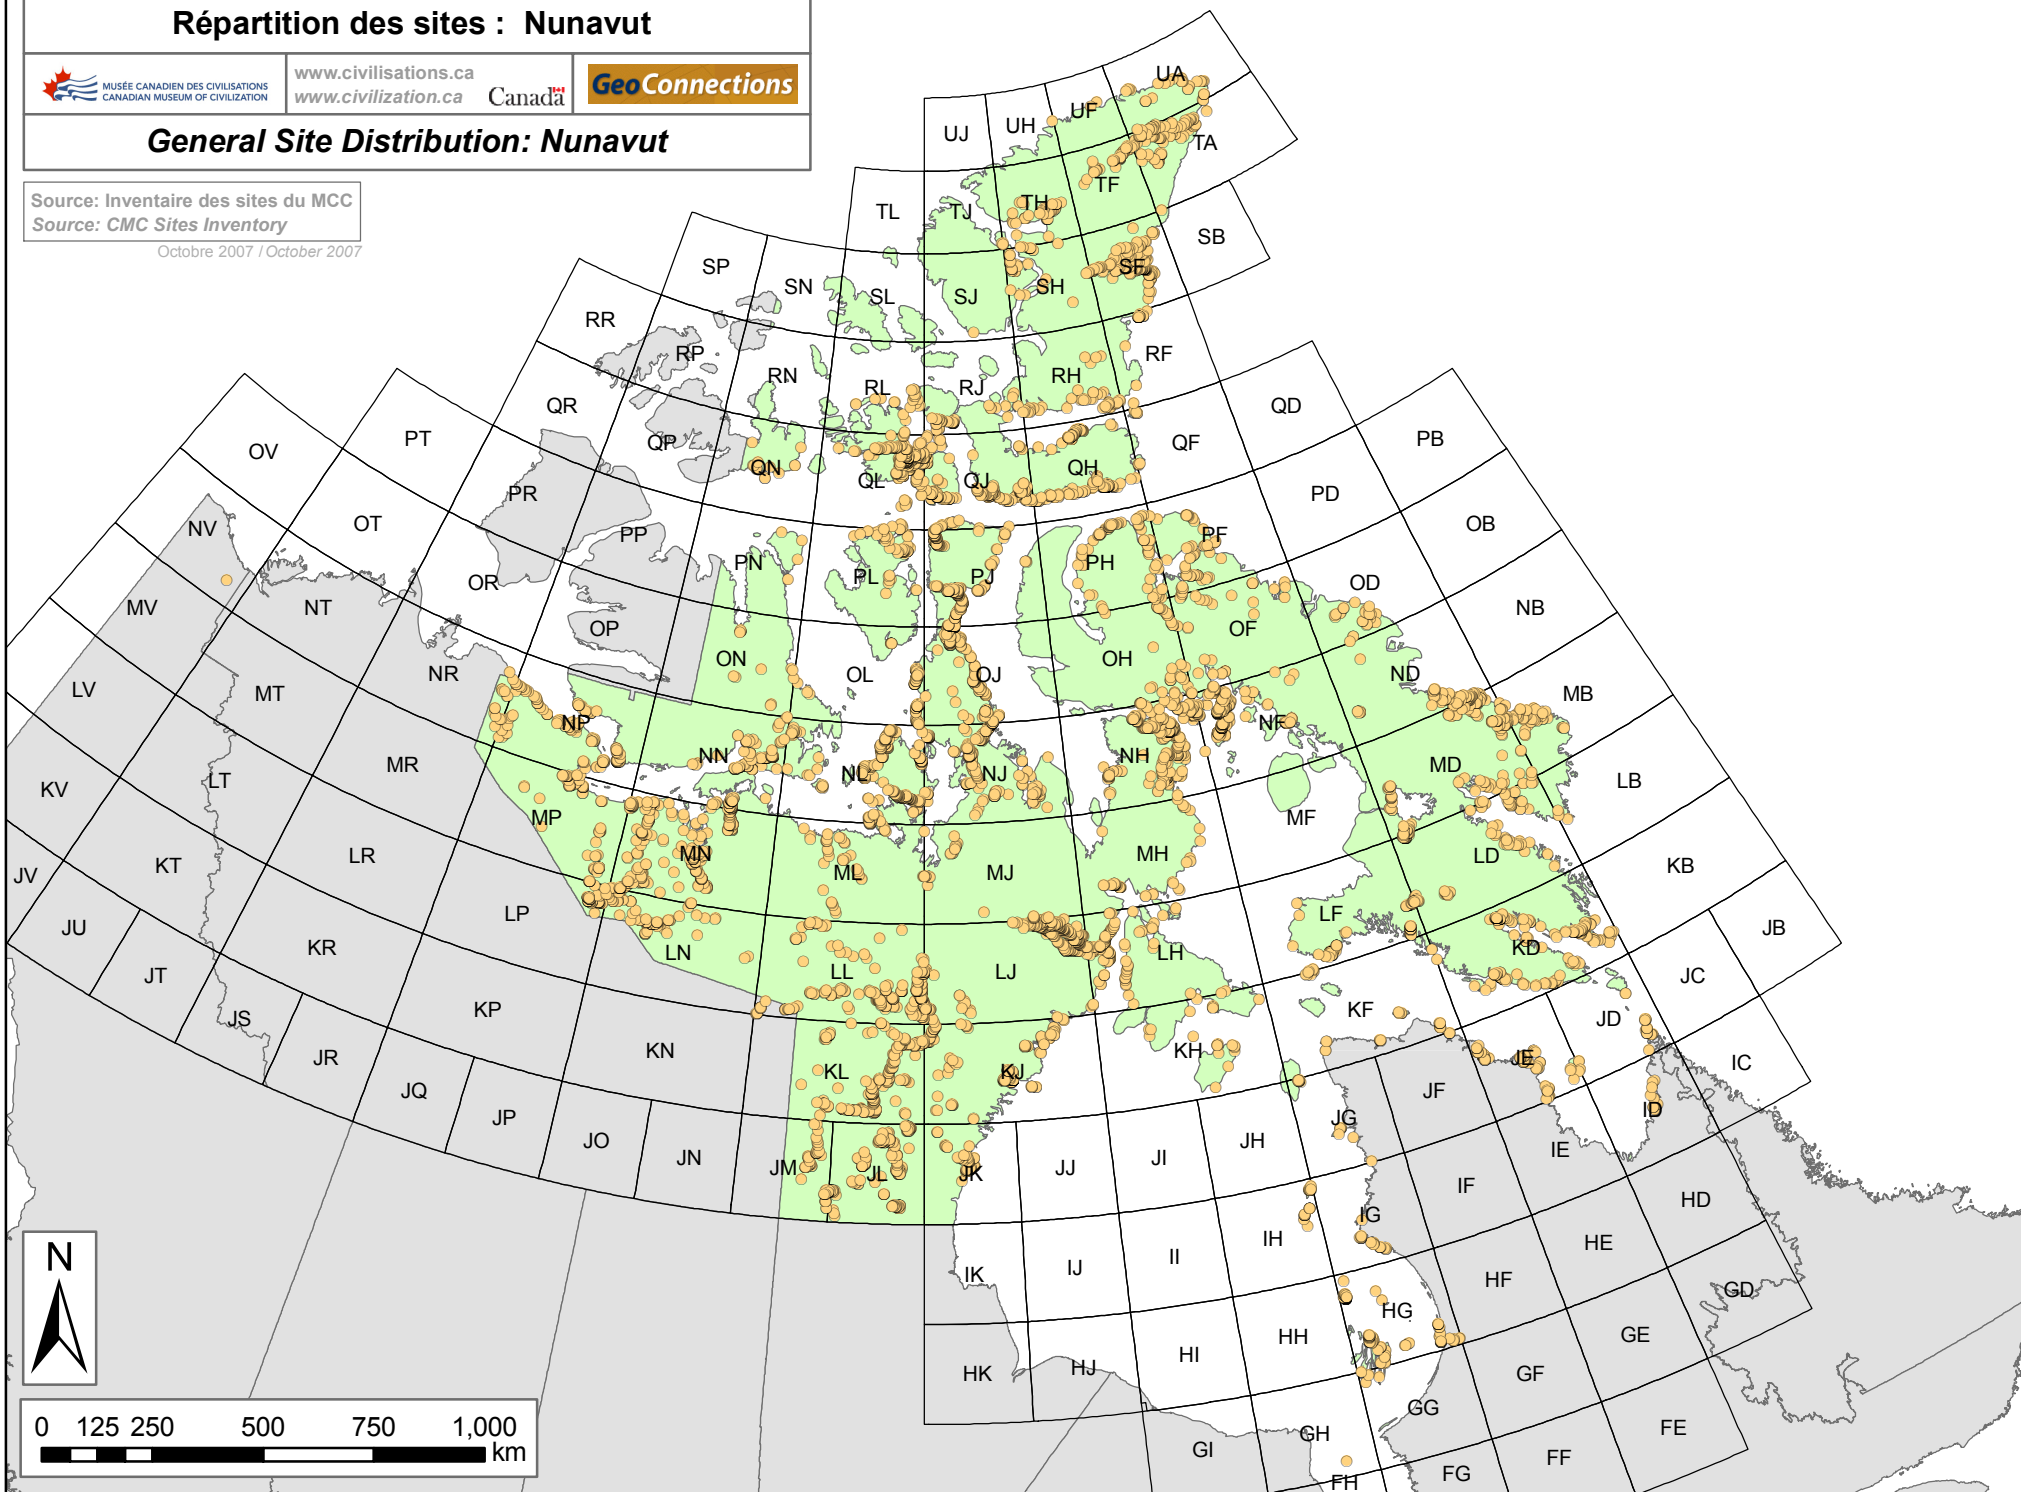 Répartition des sites : Nunavut
MUSÉE CANADIEN DES CIVILISATIONS
CANADIAN MUSEUM OF CIVILIZATION
www.civilisations.ca
www.civilization.ca
Canada
GeoConnections
General Site Distribution: Nunavut
Source: Inventaire des sites du MCC
Source: CMC Sites Inventory
Octobre 2007 / October 2007
UJ UH UF UA
TL TJ TH TF TA
SP SN SL SJ SH SF SB
RR RP RN RL RJ RH RF
QR QP QN QL QJ QH QF QD
PT PR PP PN PL PJ PH PF PD PB
OV OT OR OP ON OL OJ OH OF OD OB
NV NT NR NP NN NL NJ NH NF ND NB
MV MT MR MP MN ML MJ MH MF MD MB
LV LT LR LP LN LL LJ LH LF LD LB
KV KT KR KP KN KL KJ KH KF KD KB
JV JU JT JS JR JQ JP JO JN JM JL JK JJ JI JH JG JF JE JD JC JB
IK IJ II IH IG IF IE ID IC
HK HJ HI HH HG HF HE HD
GI GH GG GF GE GD
FH FG FF FE
N
0 125 250 500 750 1,000
km